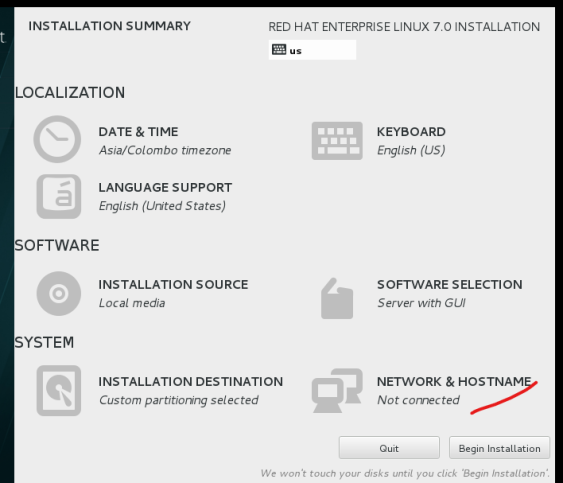 INSTALLATION SUMMARY
RED HAT ENTERPRISE LINUX 7.0 INSTALLATION
us
t
LOCALIZATION
DATE & TIME
Asia/Colombo timezone
KEYBOARD
English (US)
LANGUAGE SUPPORT
English (United States)
SOFTWARE
INSTALLATION SOURCE
Local media
SOFTWARE SELECTION
Server with GUI
SYSTEM
INSTALLATION DESTINATION
Custom partitioning selected
NETWORK & HOSTNAME
Not connected
Quit
Begin Installation
We won't touch your disks until you click 'Begin Installation'.